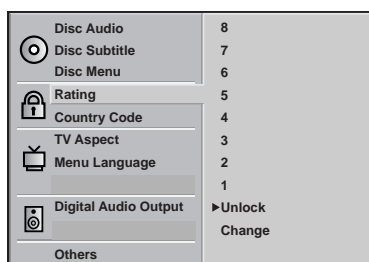 Disc Audio
Disc Subtitle
Disc Menu
Rating
Country Code
TV Aspect
Menu Language
Digital Audio Output
Others
8
7
6
5
4
3
2
1
Unlock
Change